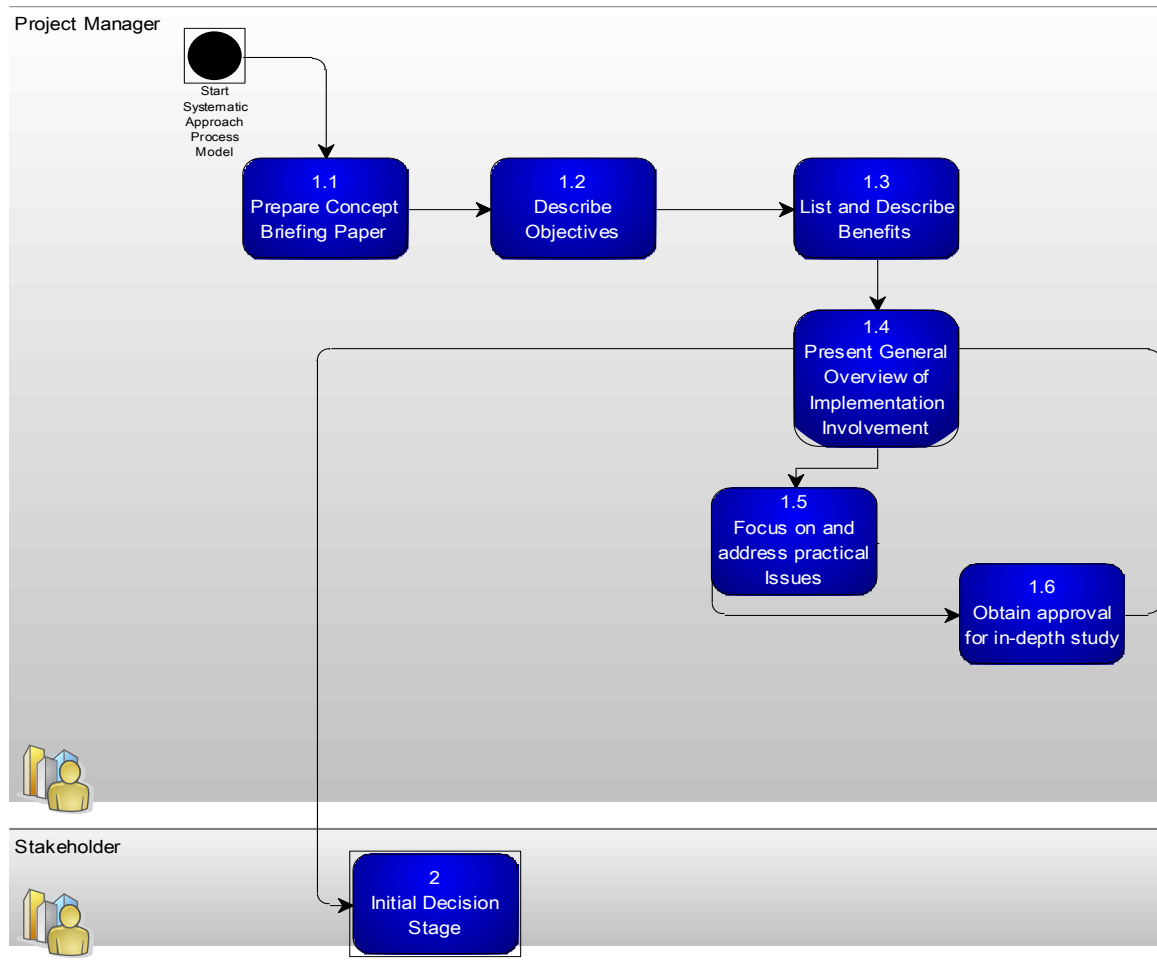 Project Manager
Start
Systematic
Approach
Process
Model
1.1
Prepare Concept
Briefing Paper
1.2
Describe
Objectives
1.3
List and Describe
Benefits
1.4
Present General
Overview of
Implementation
Involvement
1.5
Focus on and
address practical
Issues
1.6
Obtain approval
for in-depth study
Stakeholder
2
Initial Decision
Stage